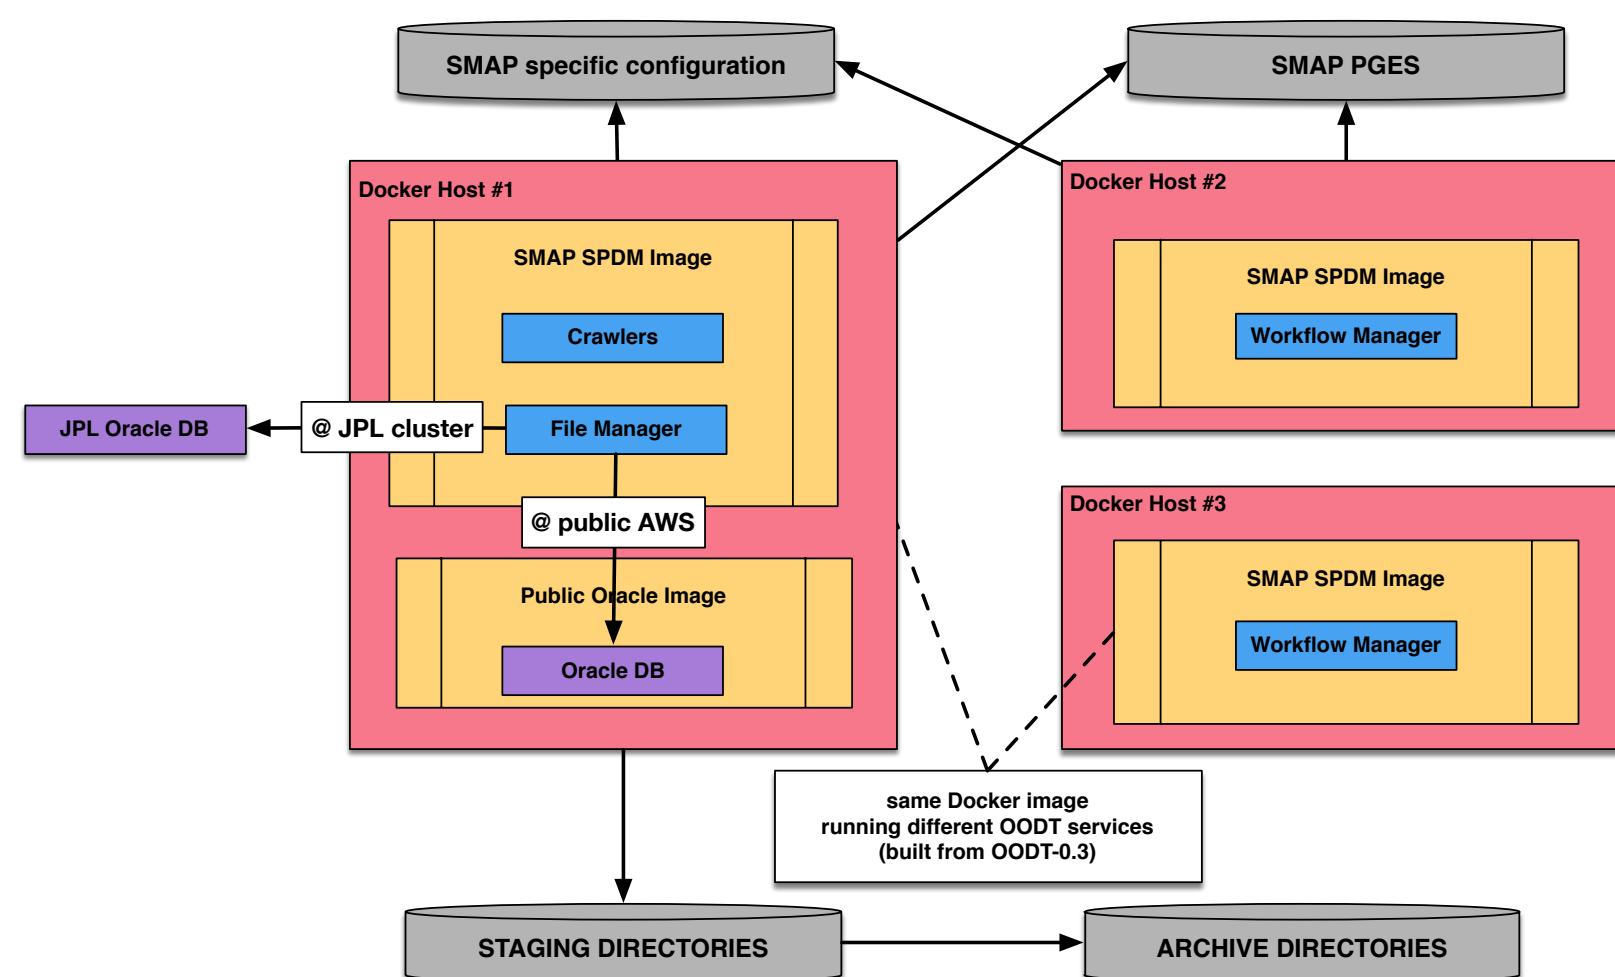 SMAP specific configuration
SMAP PGES
Docker Host #1
SMAP SPDM Image
Crawlers
File Manager
@ JPL cluster
JPL Oracle DB
@ public AWS
Public Oracle Image
Oracle DB
Docker Host #2
SMAP SPDM Image
Workflow Manager
Docker Host #3
SMAP SPDM Image
Workflow Manager
same Docker image
running different OODT services
(built from OODT-0.3)
STAGING DIRECTORIES
ARCHIVE DIRECTORIES